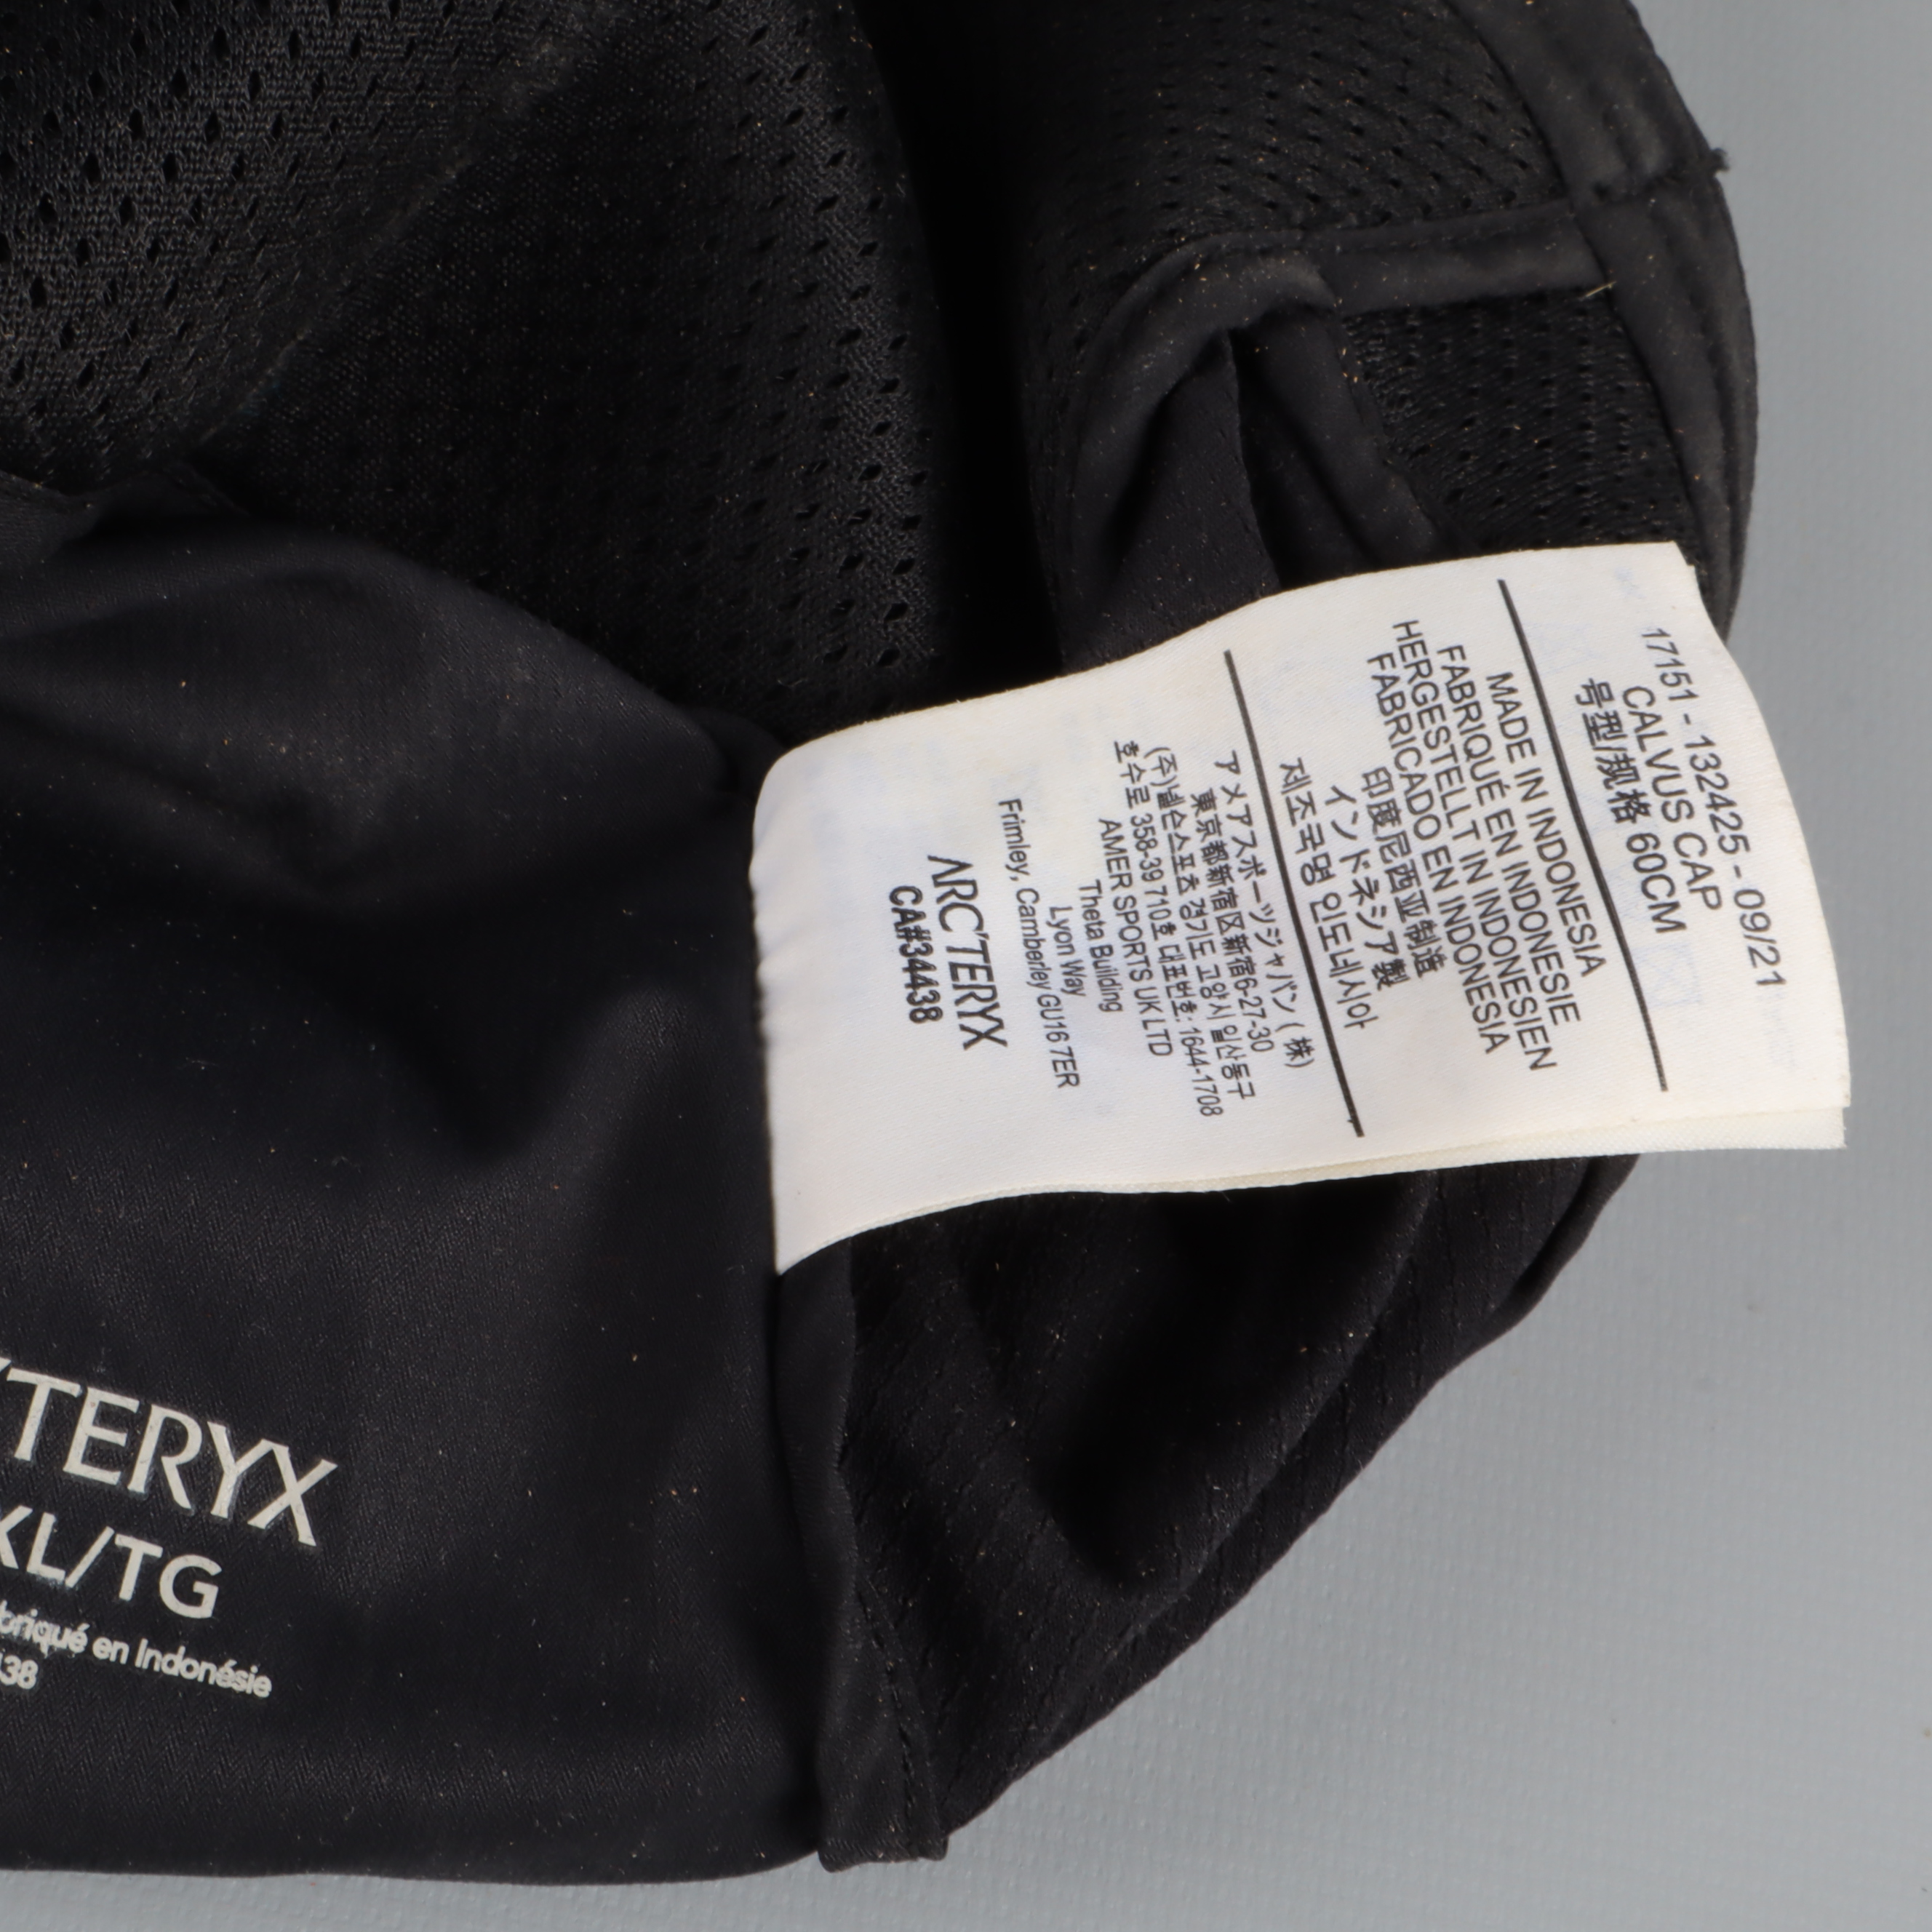 17151 - 132425 - 09/21
CALVUS CAP
号型/规格 60CM
MADE IN INDONESIA
FABRIQUÉ EN INDONESIE
HERGESTELLT IN INDONESIEN
FABRICADO EN INDONESIA
印度尼西亚制造
インドネシア製
제조국명 인도네시아
アメアスポーツジャパン (株)
東京都新宿区新宿6-27-30
(주)넬슨스포츠 경기도 고양시 일산동구
호수로 358-39 710호 대표번호: 1644-1708
AMER SPORTS UK LTD
Theta Building
Lyon Way
Frimley, Camberley GU16 7ER
ARC'TERYX
CA#34438
'TERYX
XL/TG
briqué en Indonésie
38